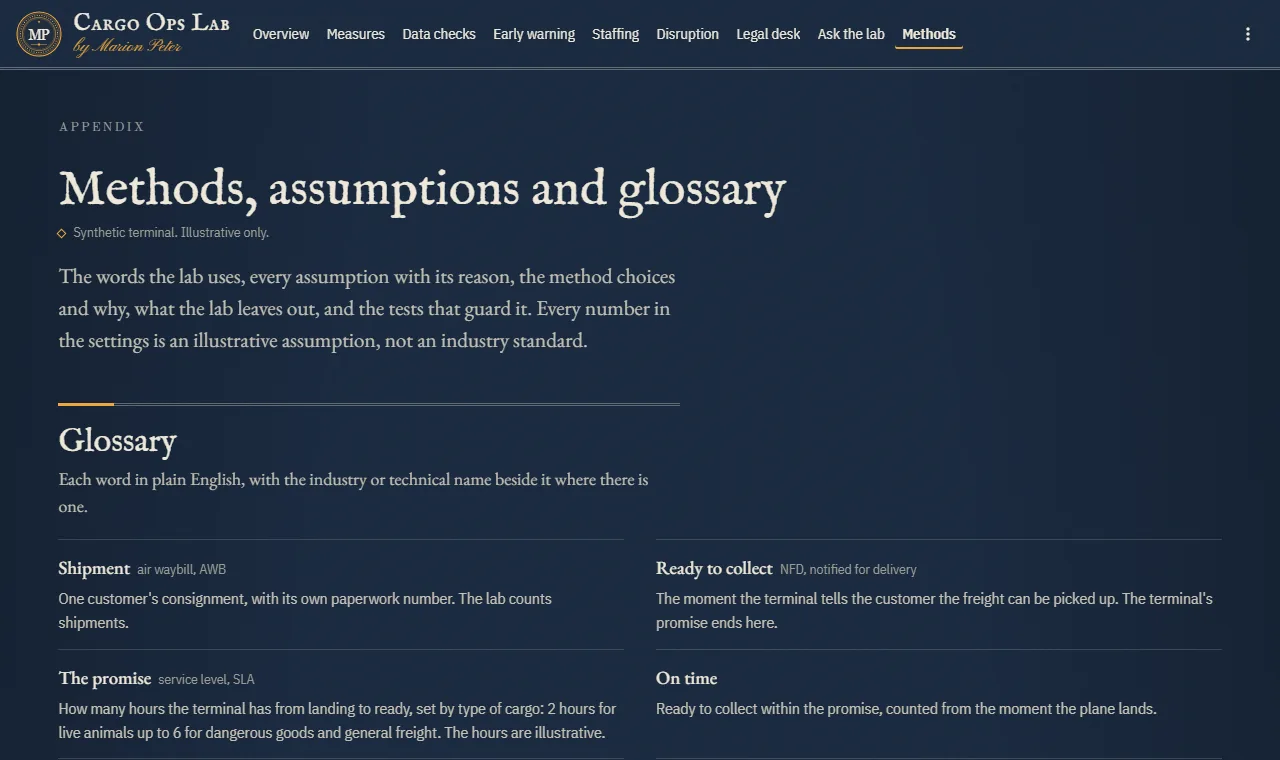 MP
Cargo Ops Lab
by Marion Peter
Overview Measures Data checks Early warning Staffing Disruption Legal desk Ask the lab Methods
APPENDIX
Methods, assumptions and glossary
Synthetic terminal. Illustrative only.
The words the lab uses, every assumption with its reason, the method choices
and why, what the lab leaves out, and the tests that guard it. Every number in
the settings is an illustrative assumption, not an industry standard.
Glossary
Each word in plain English, with the industry or technical name beside it where there is
one.
Shipment air waybill, AWB
One customer's consignment, with its own paperwork number. The lab counts
shipments.
Ready to collect NFD, notified for delivery
The moment the terminal tells the customer the freight can be picked up. The terminal's
promise ends here.
The promise service level, SLA
How many hours the terminal has from landing to ready, set by type of cargo: 2 hours for
live animals up to 6 for dangerous goods and general freight. The hours are illustrative.
On time
Ready to collect within the promise, counted from the moment the plane lands.